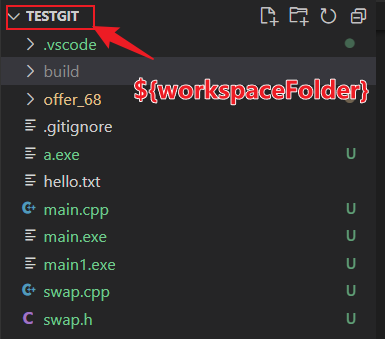 TESTGIT
.vscode
build
${workspaceFolder}
offer_68
.gitignore
a.exe U
hello.txt
main.cpp U
main.exe U
main1.exe U
swap.cpp U
swap.h U